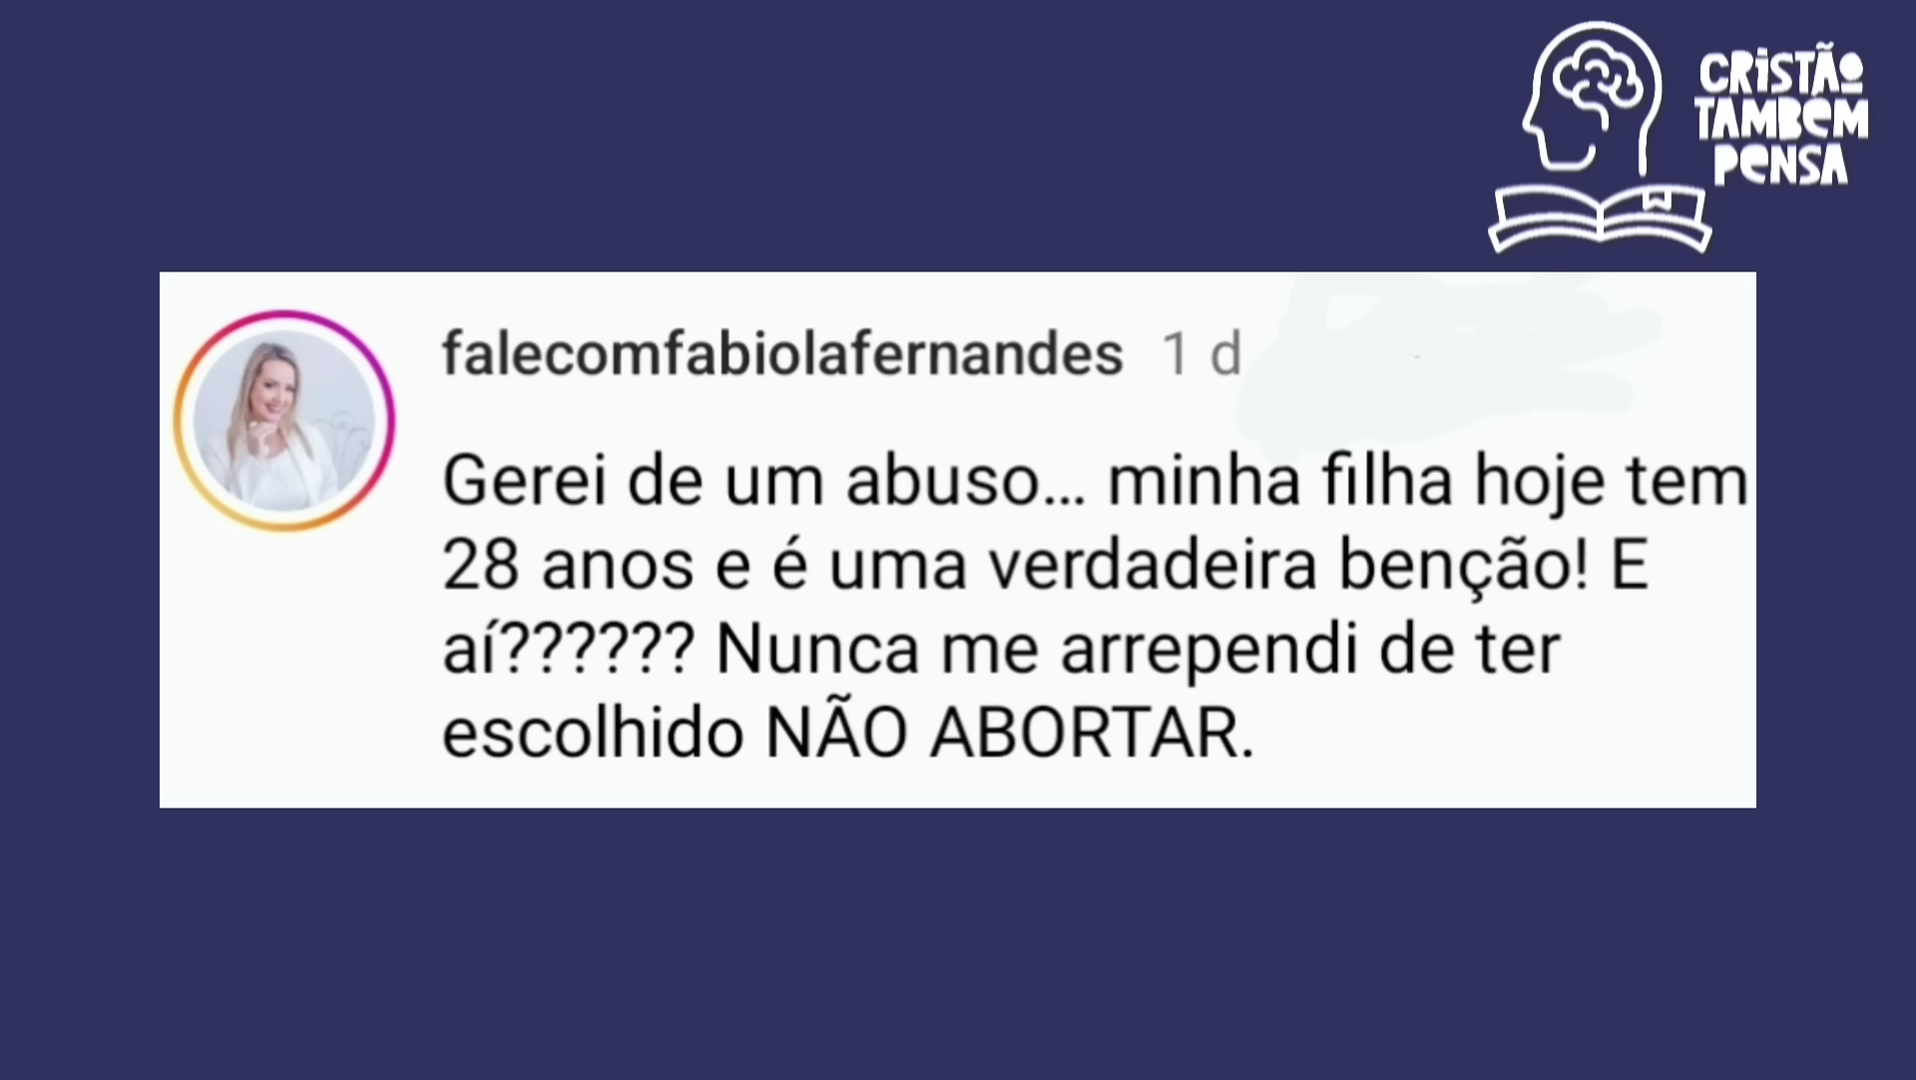 CRISTÃO
TAMBÉM
PENSA
falecomfabiolafernandes 1 d
Gerei de um abuso... minha filha hoje tem
28 anos e é uma verdadeira benção! E
aí?????? Nunca me arrependi de ter
escolhido NÃO ABORTAR.